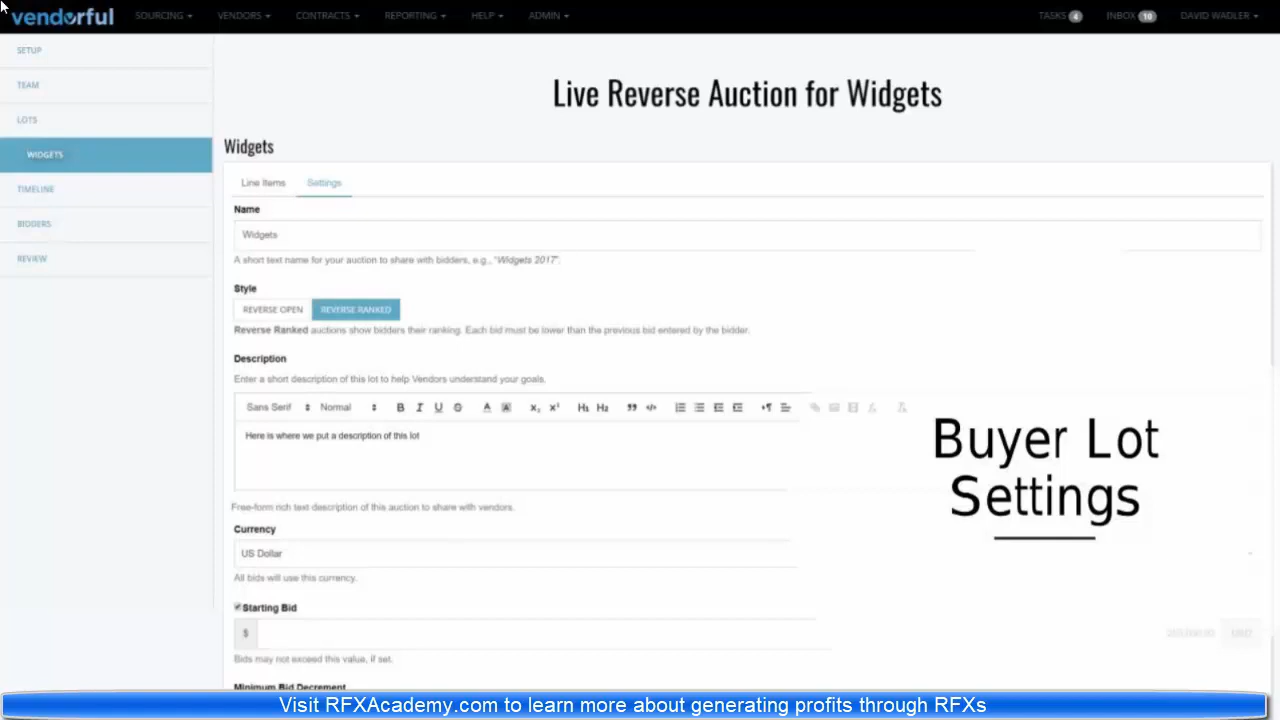 vendorful SOURCING VENDORS CONTRACTS REPORTING HELP ADMIN TASKS 4 INBOX 10 DAVID WADLER
SETUP
TEAM
LOTS
WIDGETS
TIMELINE
BIDDERS
REVIEW
Live Reverse Auction for Widgets
Widgets
Line Items Settings
Name
Widgets
A short text name for your auction to share with bidders, e.g., "Widgets 2017".
Style
REVERSE OPEN REVERSE RANKED
Reverse Ranked auctions show bidders their ranking. Each bid must be lower than the previous bid entered by the bidder.
Description
Enter a short description of this lot to help Vendors understand your goals.
Sans Serif Normal B I U S A A X₂ X² H₁ H₂
Here is where we put a description of this lot
Free-form rich text description of this auction to share with vendors.
Buyer Lot
Settings
Currency
US Dollar
All bids will use this currency.
Starting Bid
$
Bids may not exceed this value, if set.
Minimum Bid Decrement
Visit RFXAcademy.com to learn more about generating profits through RFXs